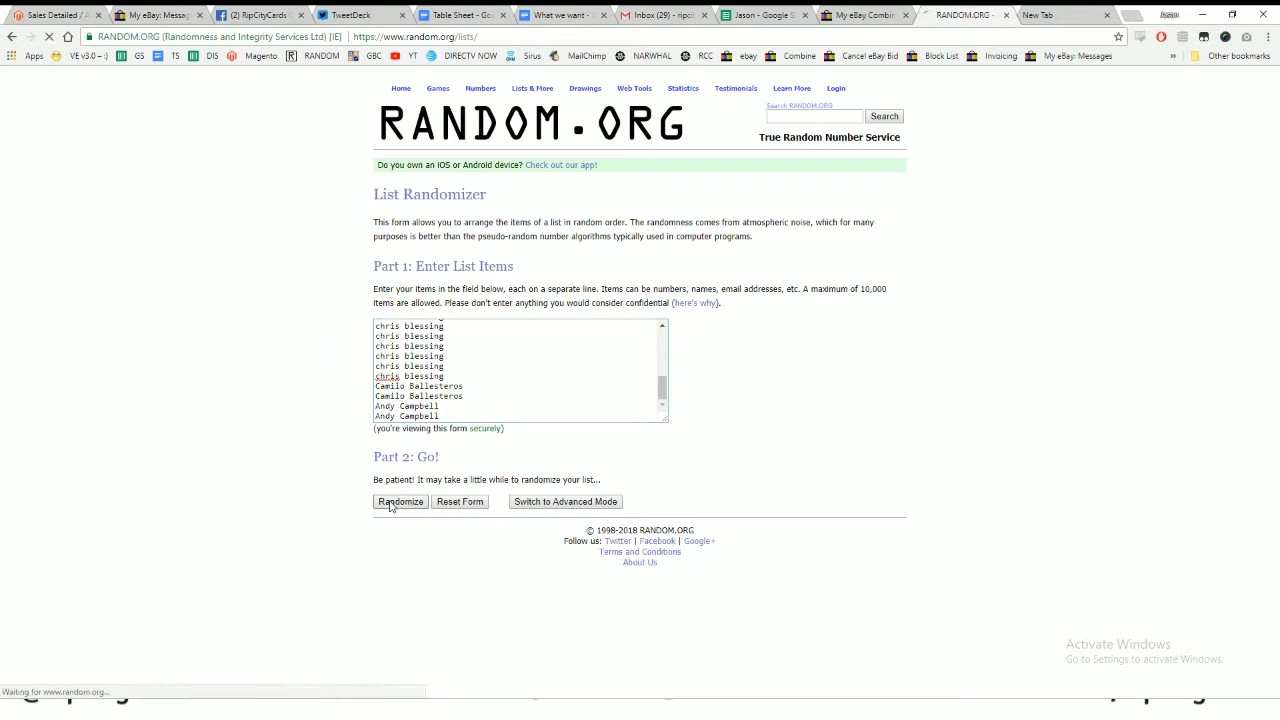 Sales Detailed / A
My eBay: Messag
(2) RipCityCards
TweetDeck
Table Sheet - Go
What we want - G
Inbox (29) - ripcit
Jason - Google Sh
My eBay Combin
RANDOM.ORG -
New Tab
Jason
RANDOM.ORG (Randomness and Integrity Services Ltd) [IE]
https://www.random.org/lists/
Apps
VE v3.0 --:)
GS
TS
DIS
Magento
RANDOM
GBC
YT
DIRECTV NOW
Sirus
MailChimp
NARWHAL
RCC
ebay
Combine
Cancel eBay Bid
Block List
Invoicing
My eBay: Messages
»
Other bookmarks
Home
Games
Numbers
Lists & More
Drawings
Web Tools
Statistics
Testimonials
Learn More
Login
RANDOM.ORG
Search RANDOM.ORG
Search
True Random Number Service
Do you own an iOS or Android device? Check out our app!
List Randomizer
This form allows you to arrange the items of a list in random order. The randomness comes from atmospheric noise, which for many
purposes is better than the pseudo-random number algorithms typically used in computer programs.
Part 1: Enter List Items
Enter your items in the field below, each on a separate line. Items can be numbers, names, email addresses, etc. A maximum of 10,000
items are allowed. Please don't enter anything you would consider confidential (here's why).
chris blessing
chris blessing
chris blessing
chris blessing
chris blessing
chris blessing
Camilo Ballesteros
Camilo Ballesteros
Andy Campbell
Andy Campbell
(you're viewing this form securely)
Part 2: Go!
Be patient! It may take a little while to randomize your list...
Randomize
Reset Form
Switch to Advanced Mode
© 1998-2018 RANDOM.ORG
Follow us: Twitter | Facebook | Google+
Terms and Conditions
About Us
Activate Windows
Go to Settings to activate Windows.
Waiting for www.random.org...